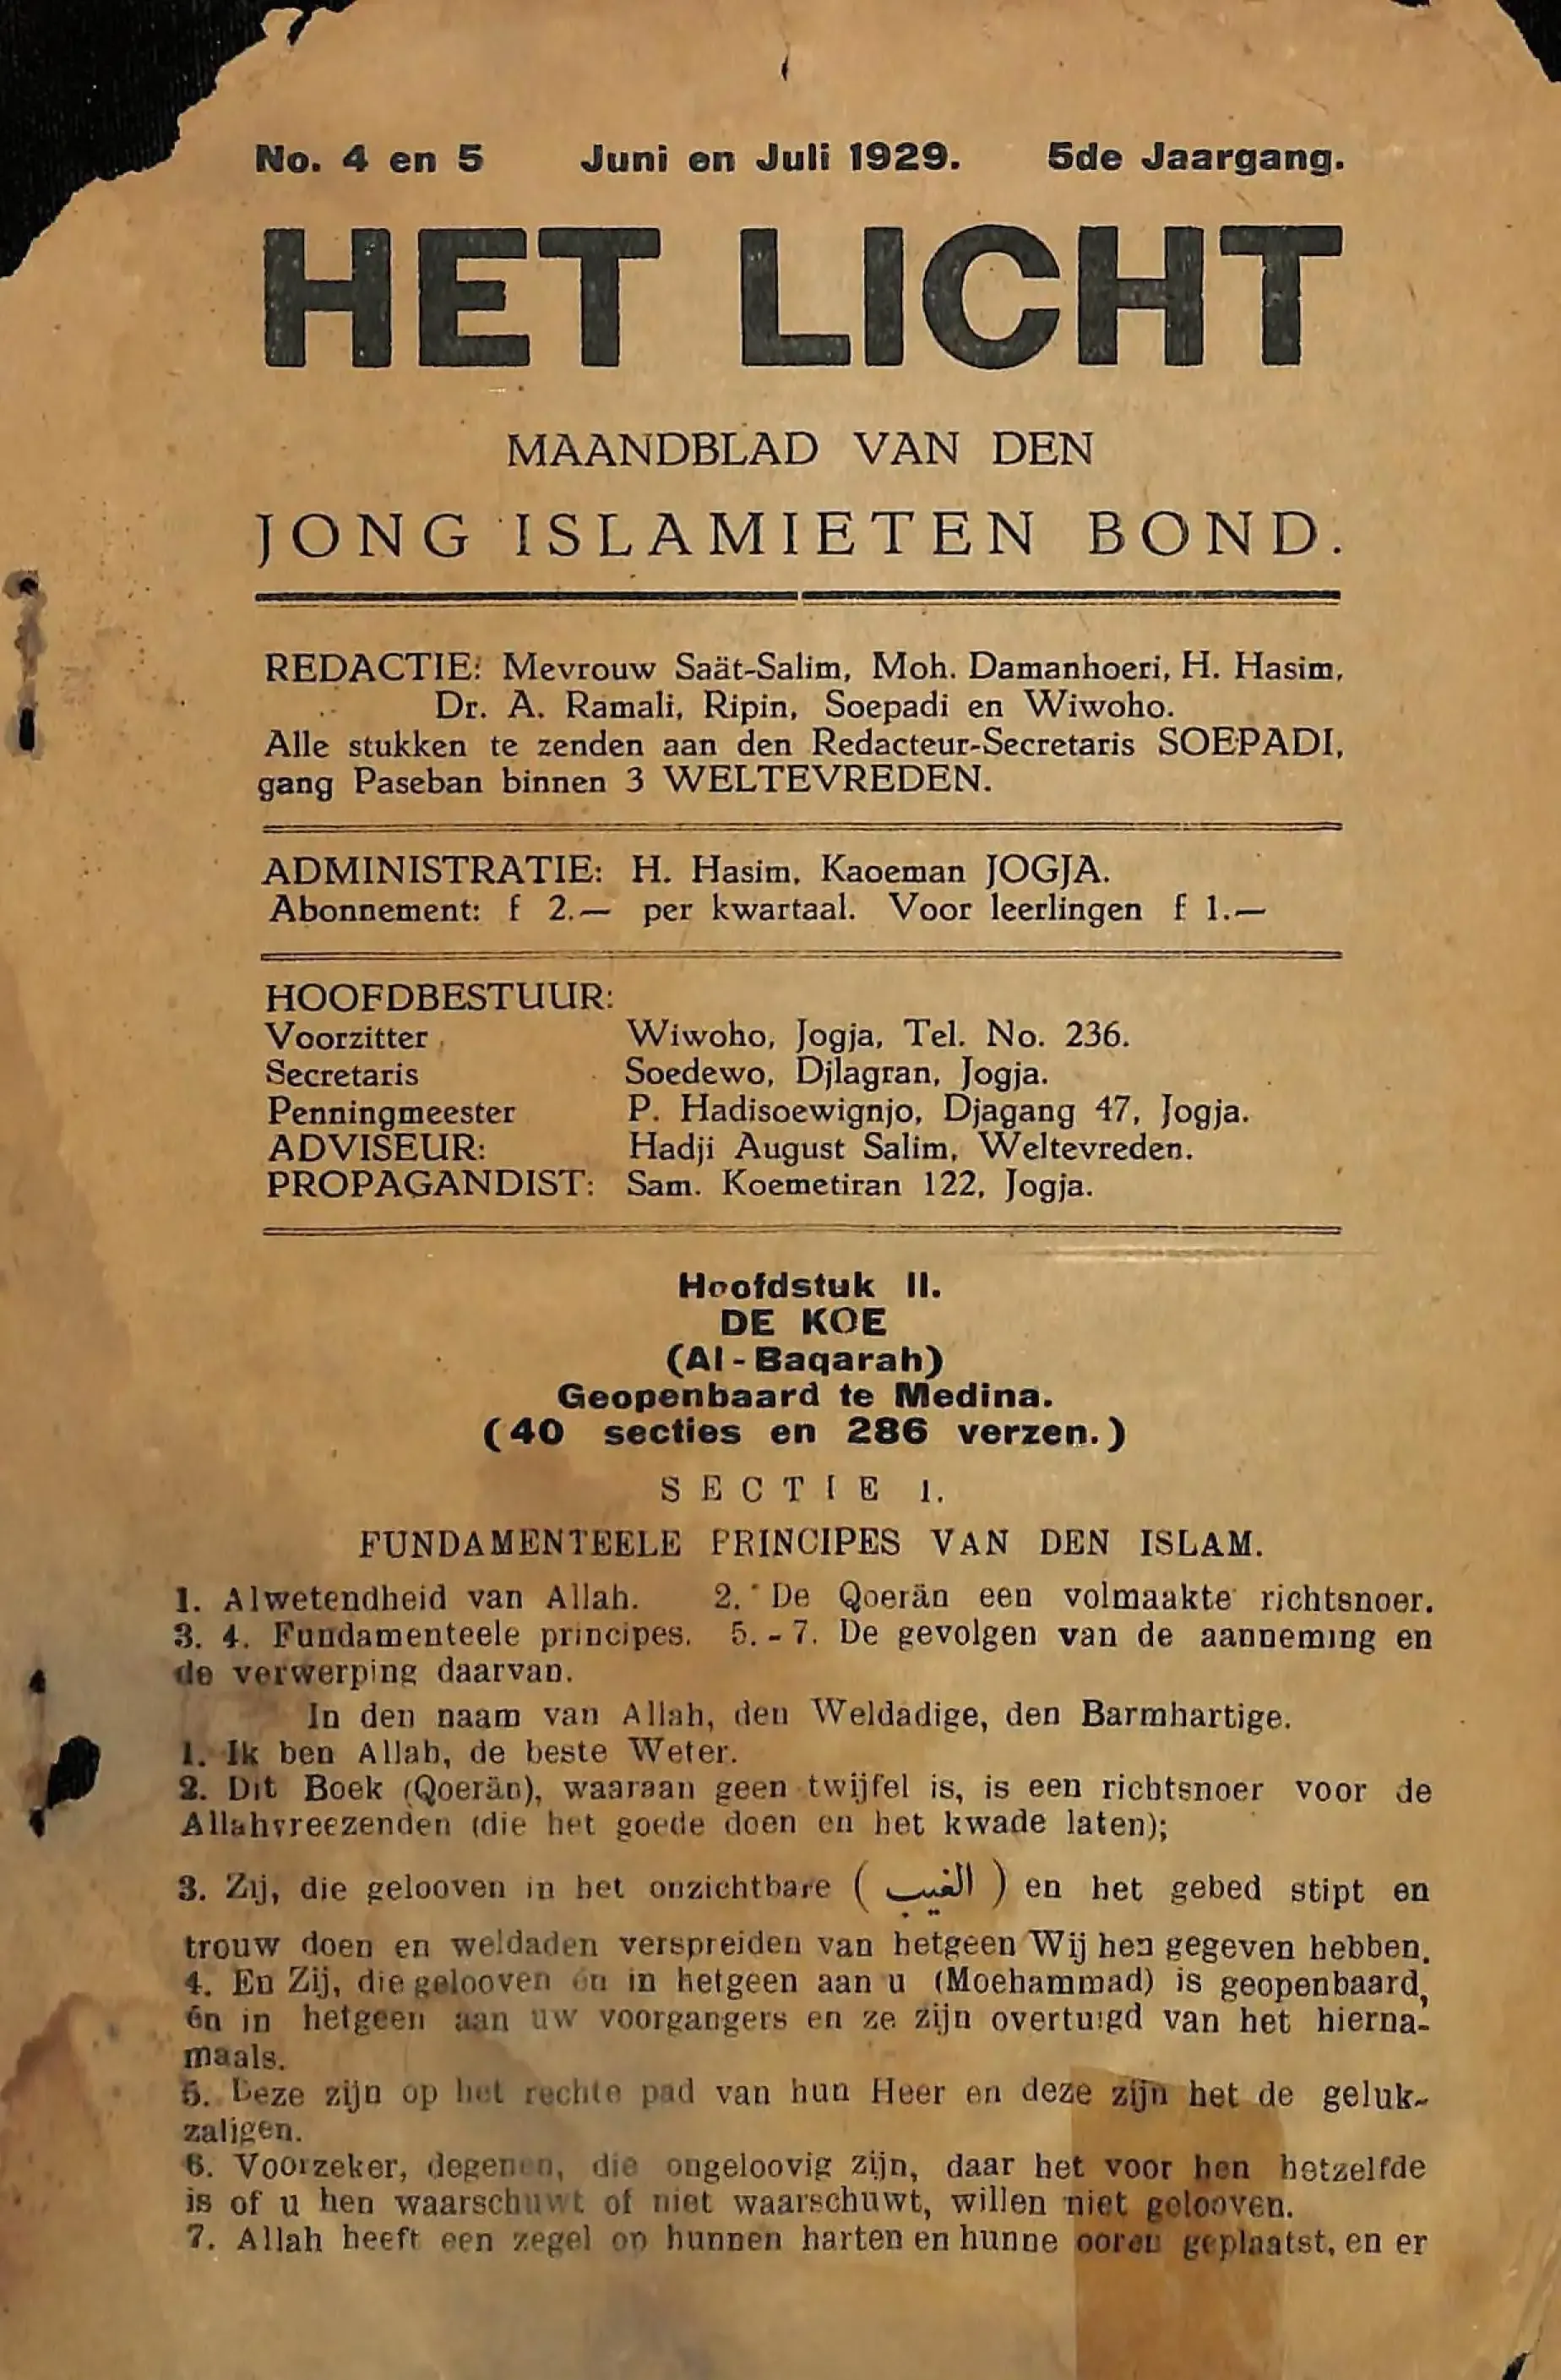 No. 4 en 5 Juni en Juli 1929. 5de Jaargang.
HET LICHT
MAANDBLAD VAN DEN
JONG ISLAMIETEN BOND.
REDACTIE: Mevrouw Saät-Salim, Moh. Damanhoeri, H. Hasim,
Dr. A. Ramali, Ripin, Soepadi en Wiwoho.
Alle stukken te zenden aan den Redacteur-Secretaris SOEPADI,
gang Paseban binnen 3 WELTEVREDEN.
ADMINISTRATIE: H. Hasim, Kaoeman JOGJA.
Abonnement: f 2.— per kwartaal. Voor leerlingen f 1.—
HOOFDBESTUUR:
Voorzitter Wiwoho, Jogja, Tel. No. 236.
Secretaris Soedewo, Djlagran, Jogja.
Penningmeester P. Hadisoewignjo, Djagang 47, Jogja.
ADVISEUR: Hadji August Salim, Weltevreden.
PROPAGANDIST: Sam. Koemetiran 122, Jogja.
Hoofdstuk II.
DE KOE
(Al-Baqarah)
Geopenbaard te Medina.
(40 secties en 286 verzen.)
SECTIE 1.
FUNDAMENTEELE PRINCIPES VAN DEN ISLAM.
1. Alwetendheid van Allah. 2. De Qoerän een volmaakte richtsnoer.
3. 4. Fundamenteele principes. 5.-7. De gevolgen van de aanneming en
de verwerping daarvan.
In den naam van Allah, den Weldadige, den Barmhartige.
1. Ik ben Allah, de beste Weter.
2. Dit Boek (Qoerän), waaraan geen twijfel is, is een richtsnoer voor de
Allahvreezenden (die het goede doen en het kwade laten);
3. Zij, die gelooven in het onzichtbare ( الغيب ) en het gebed stipt en
trouw doen en weldaden verspreiden van hetgeen Wij hen gegeven hebben.
4. En Zij, die gelooven én in hetgeen aan u (Moehammad) is geopenbaard,
én in hetgeen aan uw voorgangers en ze zijn overtuigd van het hierna-
maals.
5. Deze zijn op het rechte pad van hun Heer en deze zijn het de geluk-
zaligen.
6. Voorzeker, degenen, die ongeloovig zijn, daar het voor hen hetzelfde
is of u hen waarschuwt of niet waarschuwt, willen niet gelooven.
7. Allah heeft een zegel op hunnen harten en hunne ooren geplaatst, en er